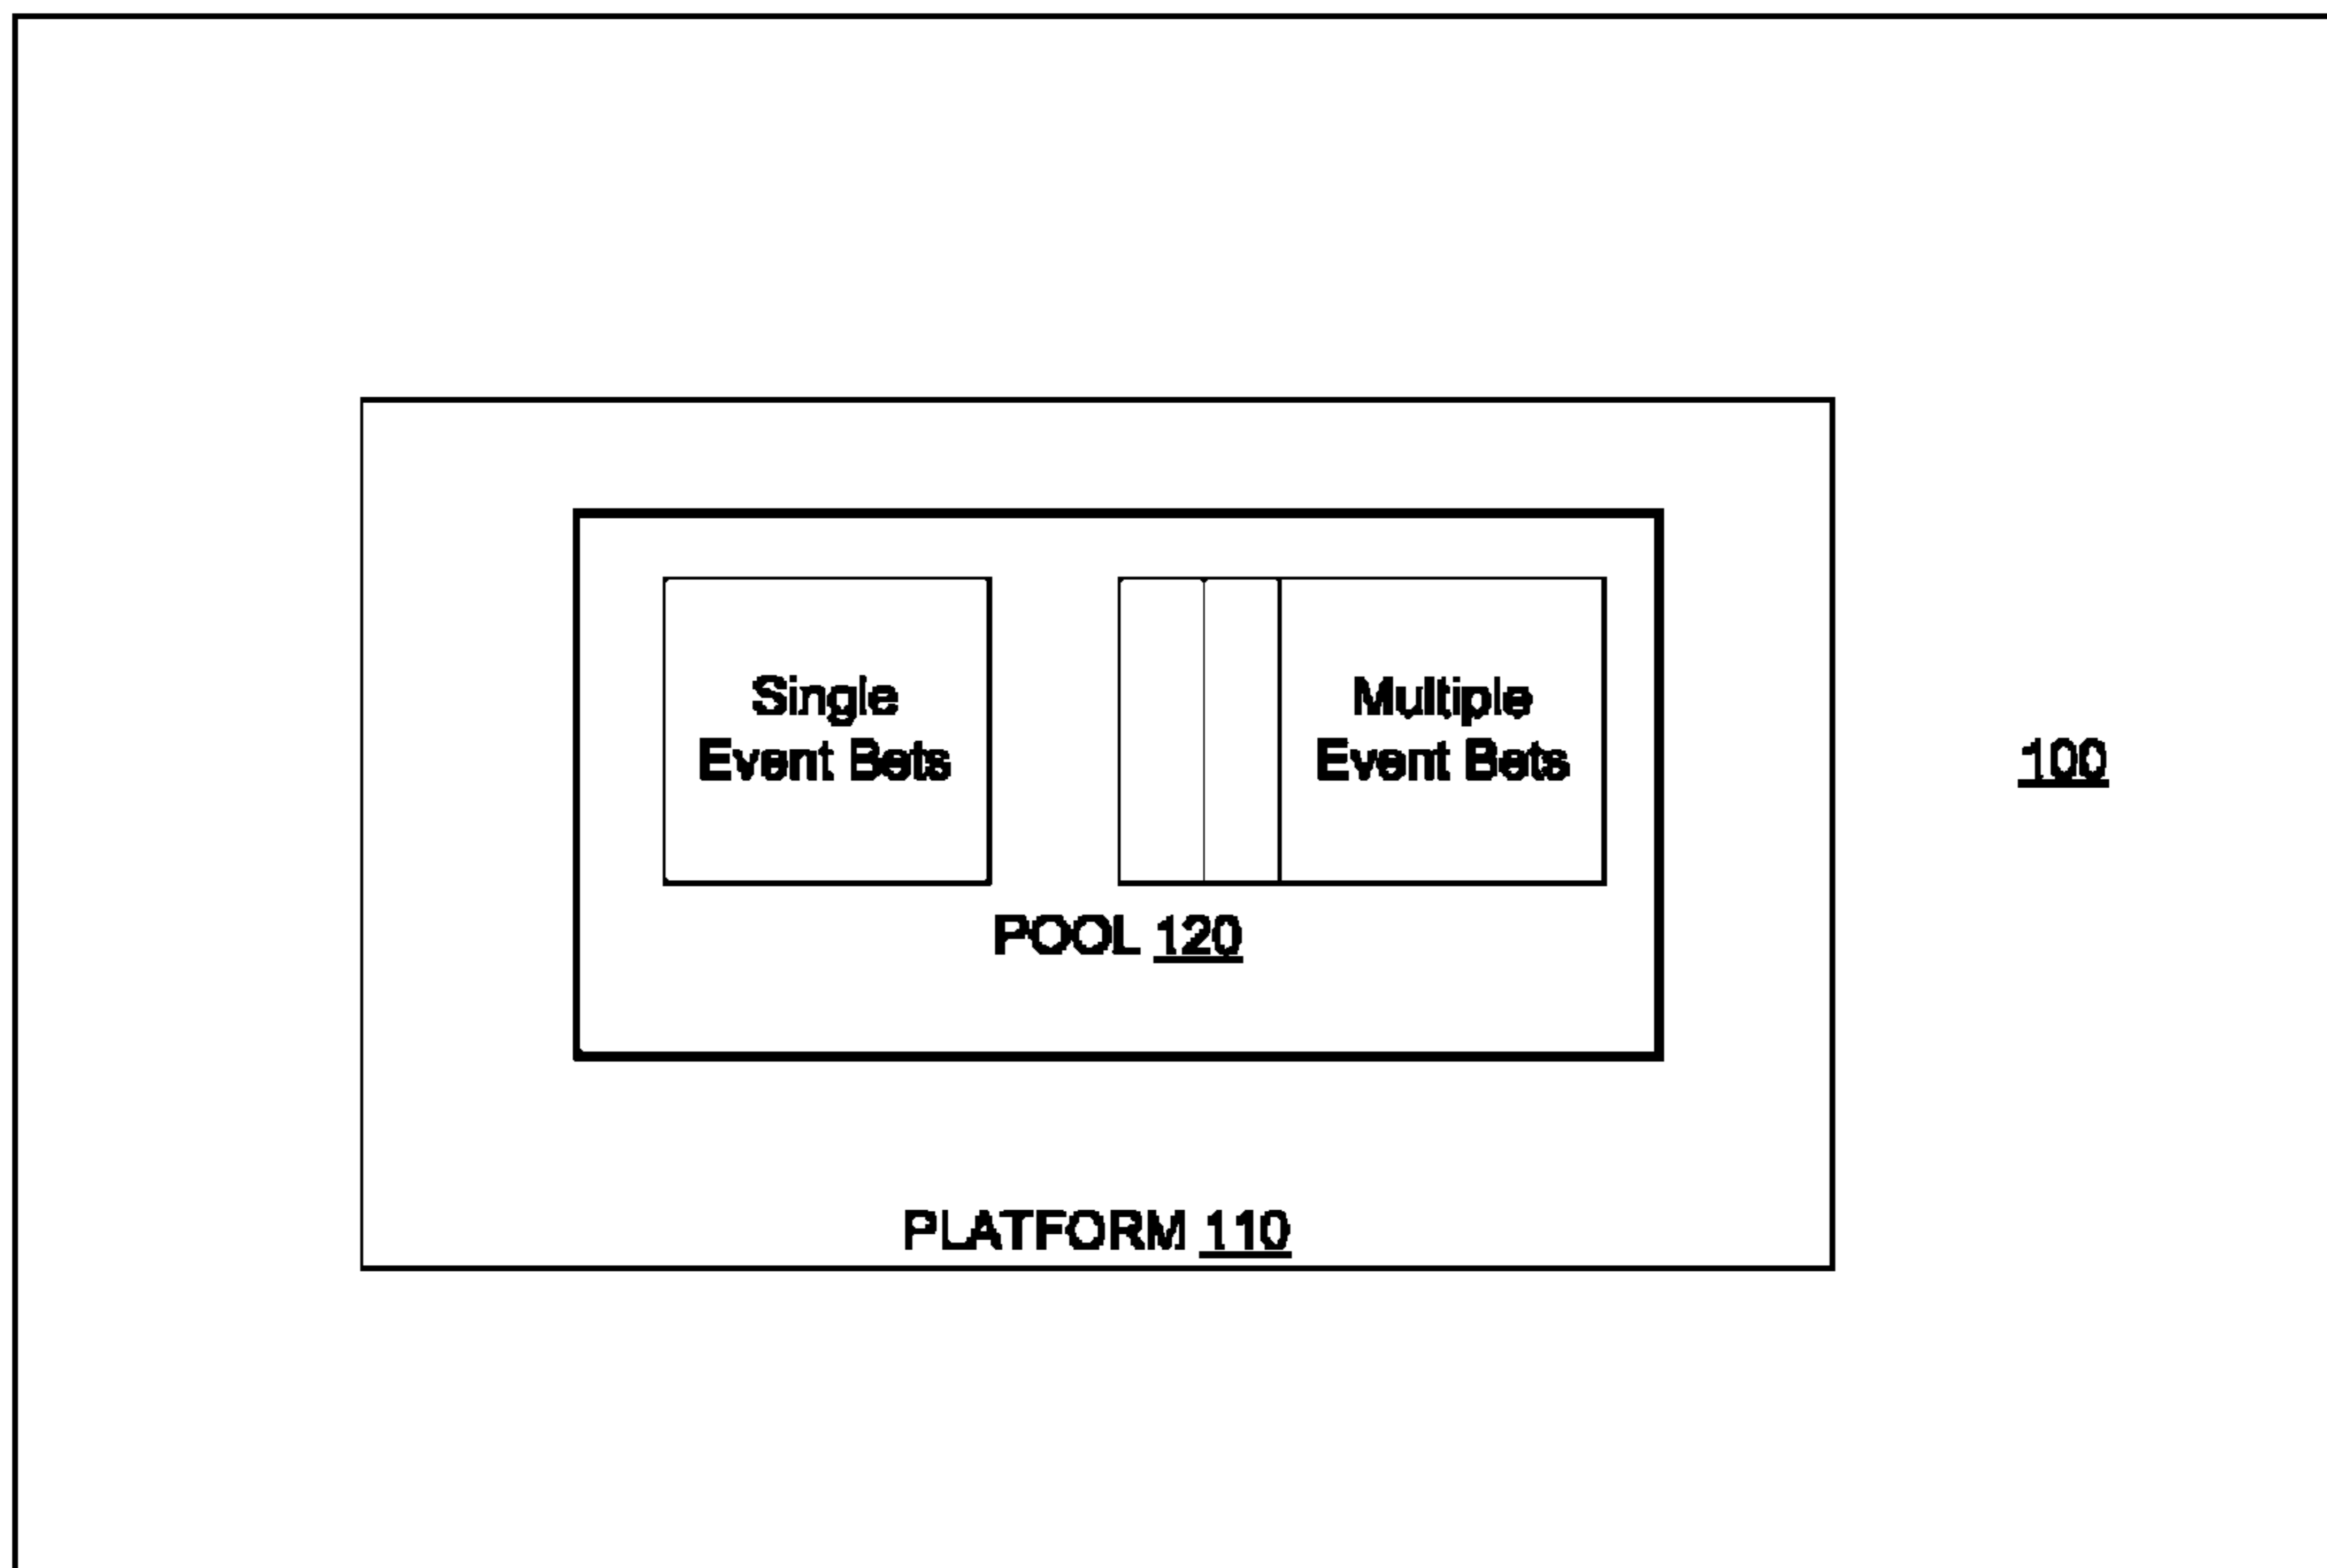 Single
Event Bets
Multiple
Event Bets
100
POOL 120
PLATFORM 110